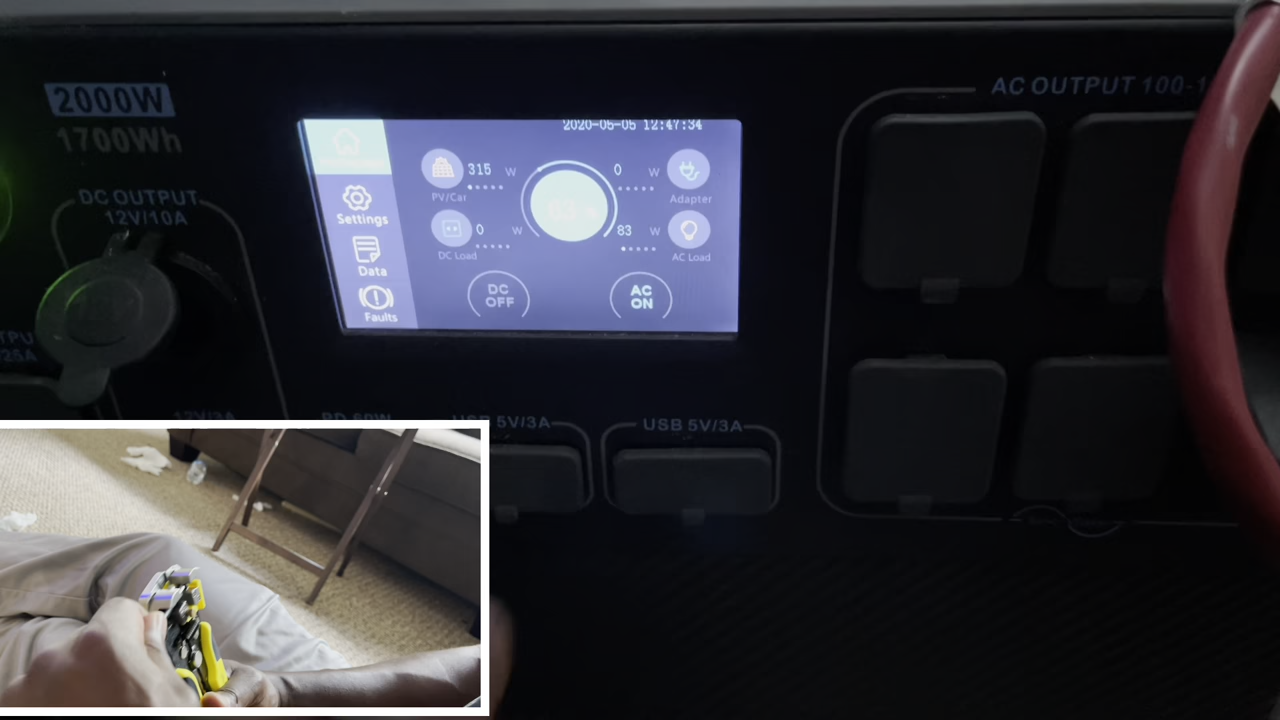 2000W
1700Wh
DC OUTPUT
12V/10A
2020-05-05 12:47:34
315 W
PV/Car
0 W
Adapter
Settings
0 W
DC Load
83 W
AC Load
Data
DC
OFF
AC
ON
Faults
AC OUTPUT
USB 5V/3A
USB 5V/3A
12V/3A
PD 60W